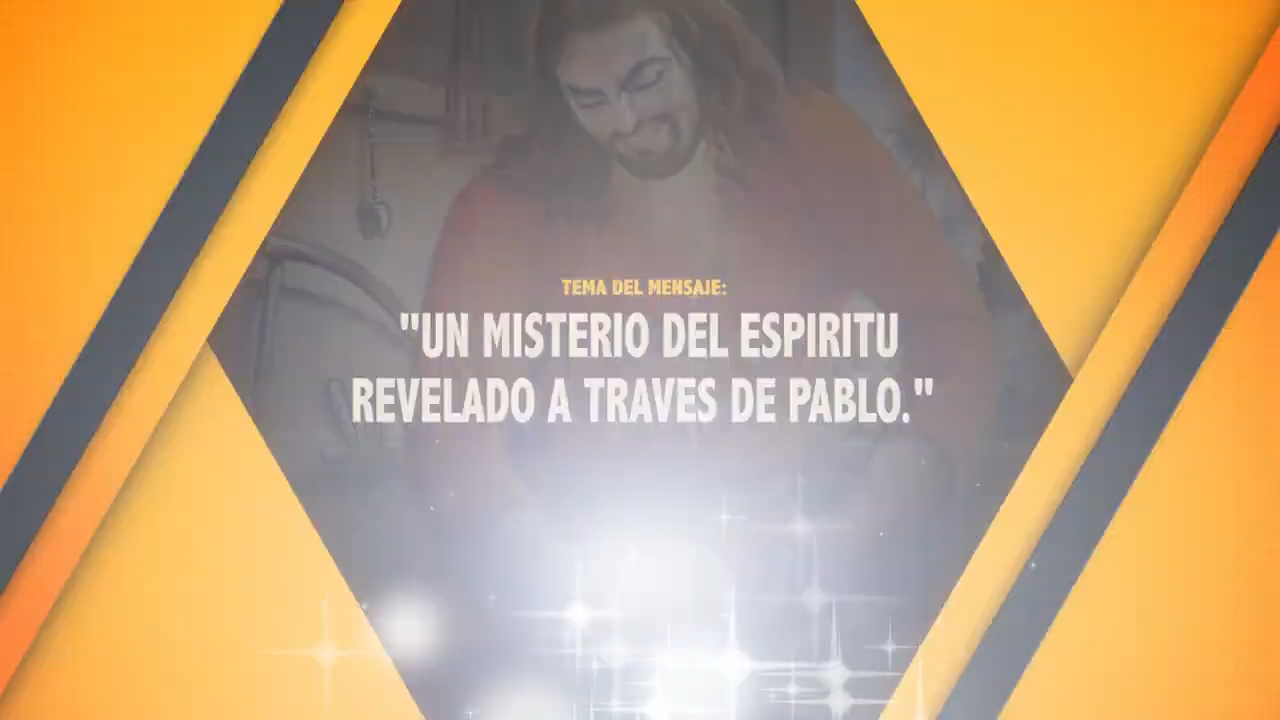 TEMA DEL MENSAJE:
"UN MISTERIO DEL ESPIRITU
REVELADO A TRAVES DE PABLO."